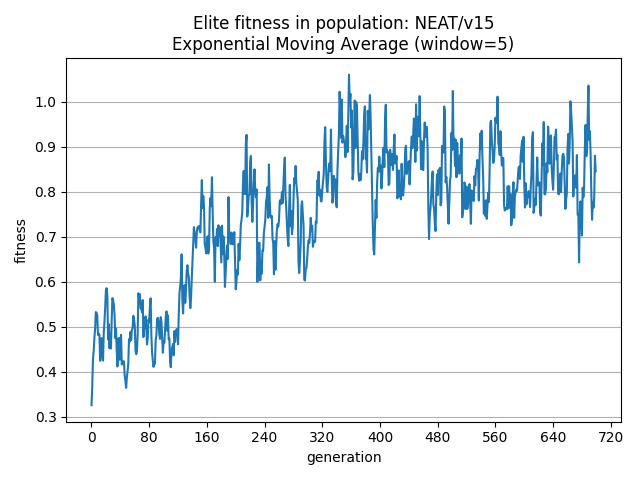 Elite fitness in population: NEAT/v15
Exponential Moving Average (window=5)
fitness
1.0
0.9
0.8
0.7
0.6
0.5
0.4
0.3
0 80 160 240 320 400 480 560 640 720
generation